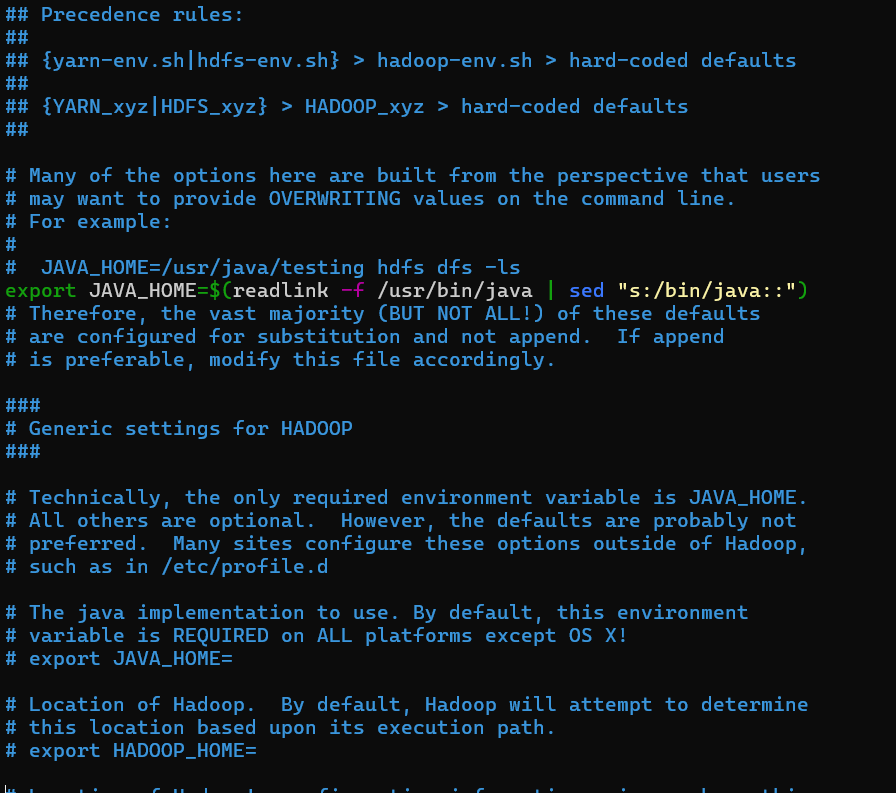 ## Precedence rules:
##
## {yarn-env.sh|hdfs-env.sh} > hadoop-env.sh > hard-coded defaults
##
## {YARN_xyz|HDFS_xyz} > HADOOP_xyz > hard-coded defaults
##
# Many of the options here are built from the perspective that users
# may want to provide OVERWRITING values on the command line.
# For example:
#
#  JAVA_HOME=/usr/java/testing hdfs dfs -ls
export JAVA_HOME=$(readlink -f /usr/bin/java | sed "s:/bin/java::")
# Therefore, the vast majority (BUT NOT ALL!) of these defaults
# are configured for substitution and not append.  If append
# is preferable, modify this file accordingly.
###
# Generic settings for HADOOP
###
# Technically, the only required environment variable is JAVA_HOME.
# All others are optional.  However, the defaults are probably not
# preferred.  Many sites configure these options outside of Hadoop,
# such as in /etc/profile.d
# The java implementation to use. By default, this environment
# variable is REQUIRED on ALL platforms except OS X!
# export JAVA_HOME=
# Location of Hadoop.  By default, Hadoop will attempt to determine
# this location based upon its execution path.
# export HADOOP_HOME=